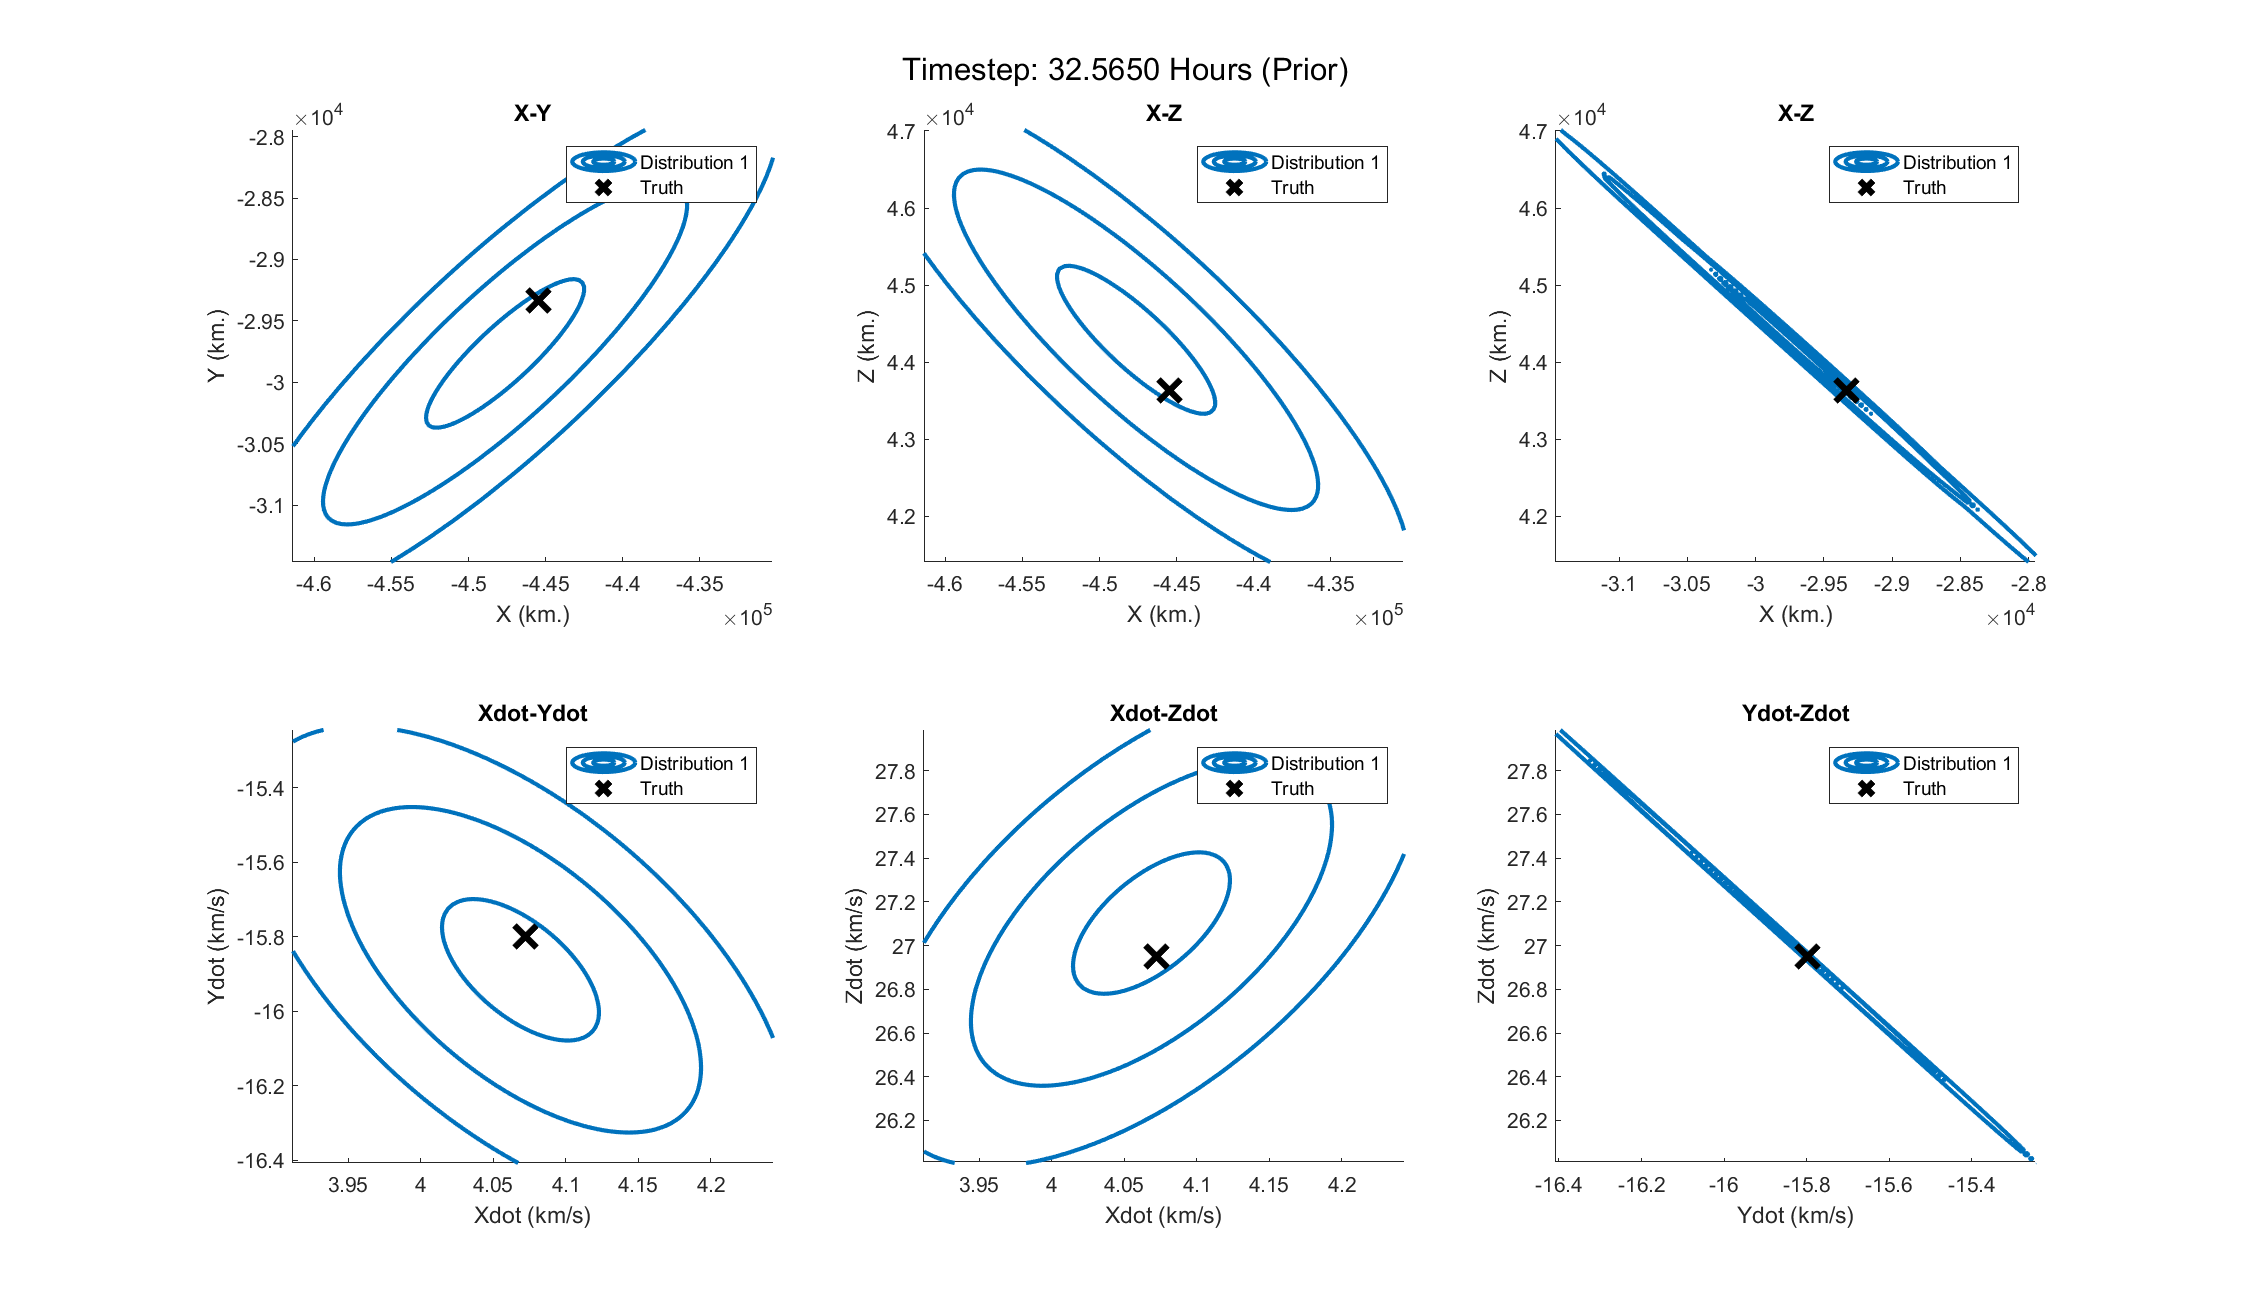 Timestep: 32.5650 Hours (Prior)
X-Y
×10^4
-2.8
-2.85
-2.9
-2.95
-3
-3.05
-3.1
Y (km.)
-4.6 -4.55 -4.5 -4.45 -4.4 -4.35
X (km.)
×10^5
Distribution 1
Truth
X-Z
×10^4
4.7
4.6
4.5
4.4
4.3
4.2
Z (km.)
-4.6 -4.55 -4.5 -4.45 -4.4 -4.35
X (km.)
×10^5
Distribution 1
Truth
X-Z
×10^4
4.7
4.6
4.5
4.4
4.3
4.2
Z (km.)
-3.1 -3.05 -3 -2.95 -2.9 -2.85 -2.8
X (km.)
×10^4
Distribution 1
Truth
Xdot-Ydot
-15.4
-15.6
-15.8
-16
-16.2
-16.4
Ydot (km/s)
3.95 4 4.05 4.1 4.15 4.2
Xdot (km/s)
Distribution 1
Truth
Xdot-Zdot
27.8
27.6
27.4
27.2
27
26.8
26.6
26.4
26.2
Zdot (km/s)
3.95 4 4.05 4.1 4.15 4.2
Xdot (km/s)
Distribution 1
Truth
Ydot-Zdot
27.8
27.6
27.4
27.2
27
26.8
26.6
26.4
26.2
Zdot (km/s)
-16.4 -16.2 -16 -15.8 -15.6 -15.4
Ydot (km/s)
Distribution 1
Truth